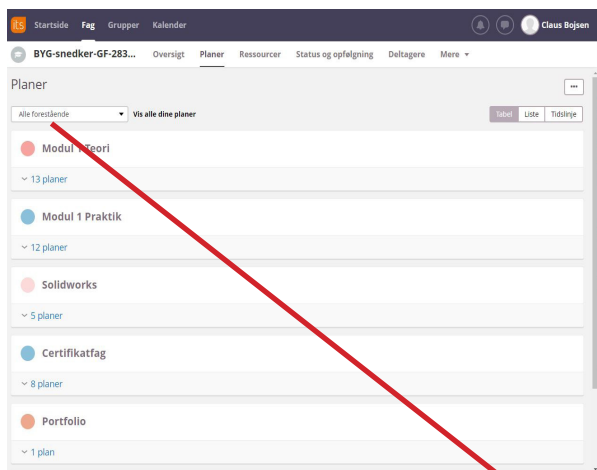 its Startside Fag Grupper Kalender Claus Bojsen
BYG-snedker-GF-283... Oversigt Planer Ressourcer Status og opfølgning Deltagere Mere
Planer
Alle forestående Vis alle dine planer Tabel Liste Tidslinje
Modul 1 Teori
13 planer
Modul 1 Praktik
12 planer
Solidworks
5 planer
Certifikatfag
8 planer
Portfolio
1 plan